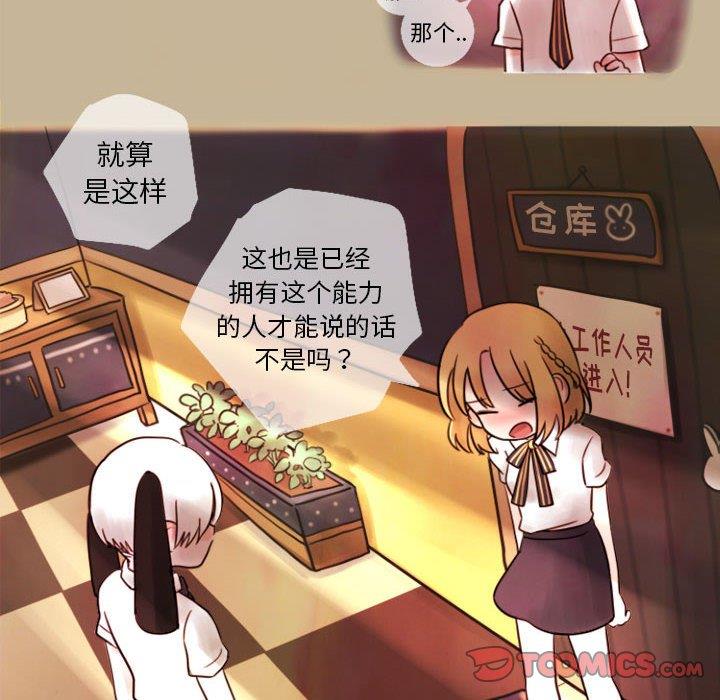 那个..
就算
是这样
这也是已经
拥有这个能力
的人才能说的话
不是吗？
仓库
工作人员
进入!
TOOMICS.COM